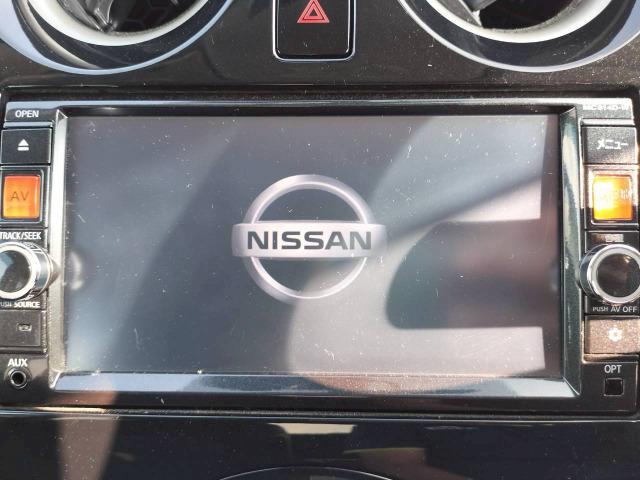 OPEN
メニュー
AV
TRACK/SEEK
NISSAN
PUSH SOURCE
PUSH AV OFF
AUX
OPT